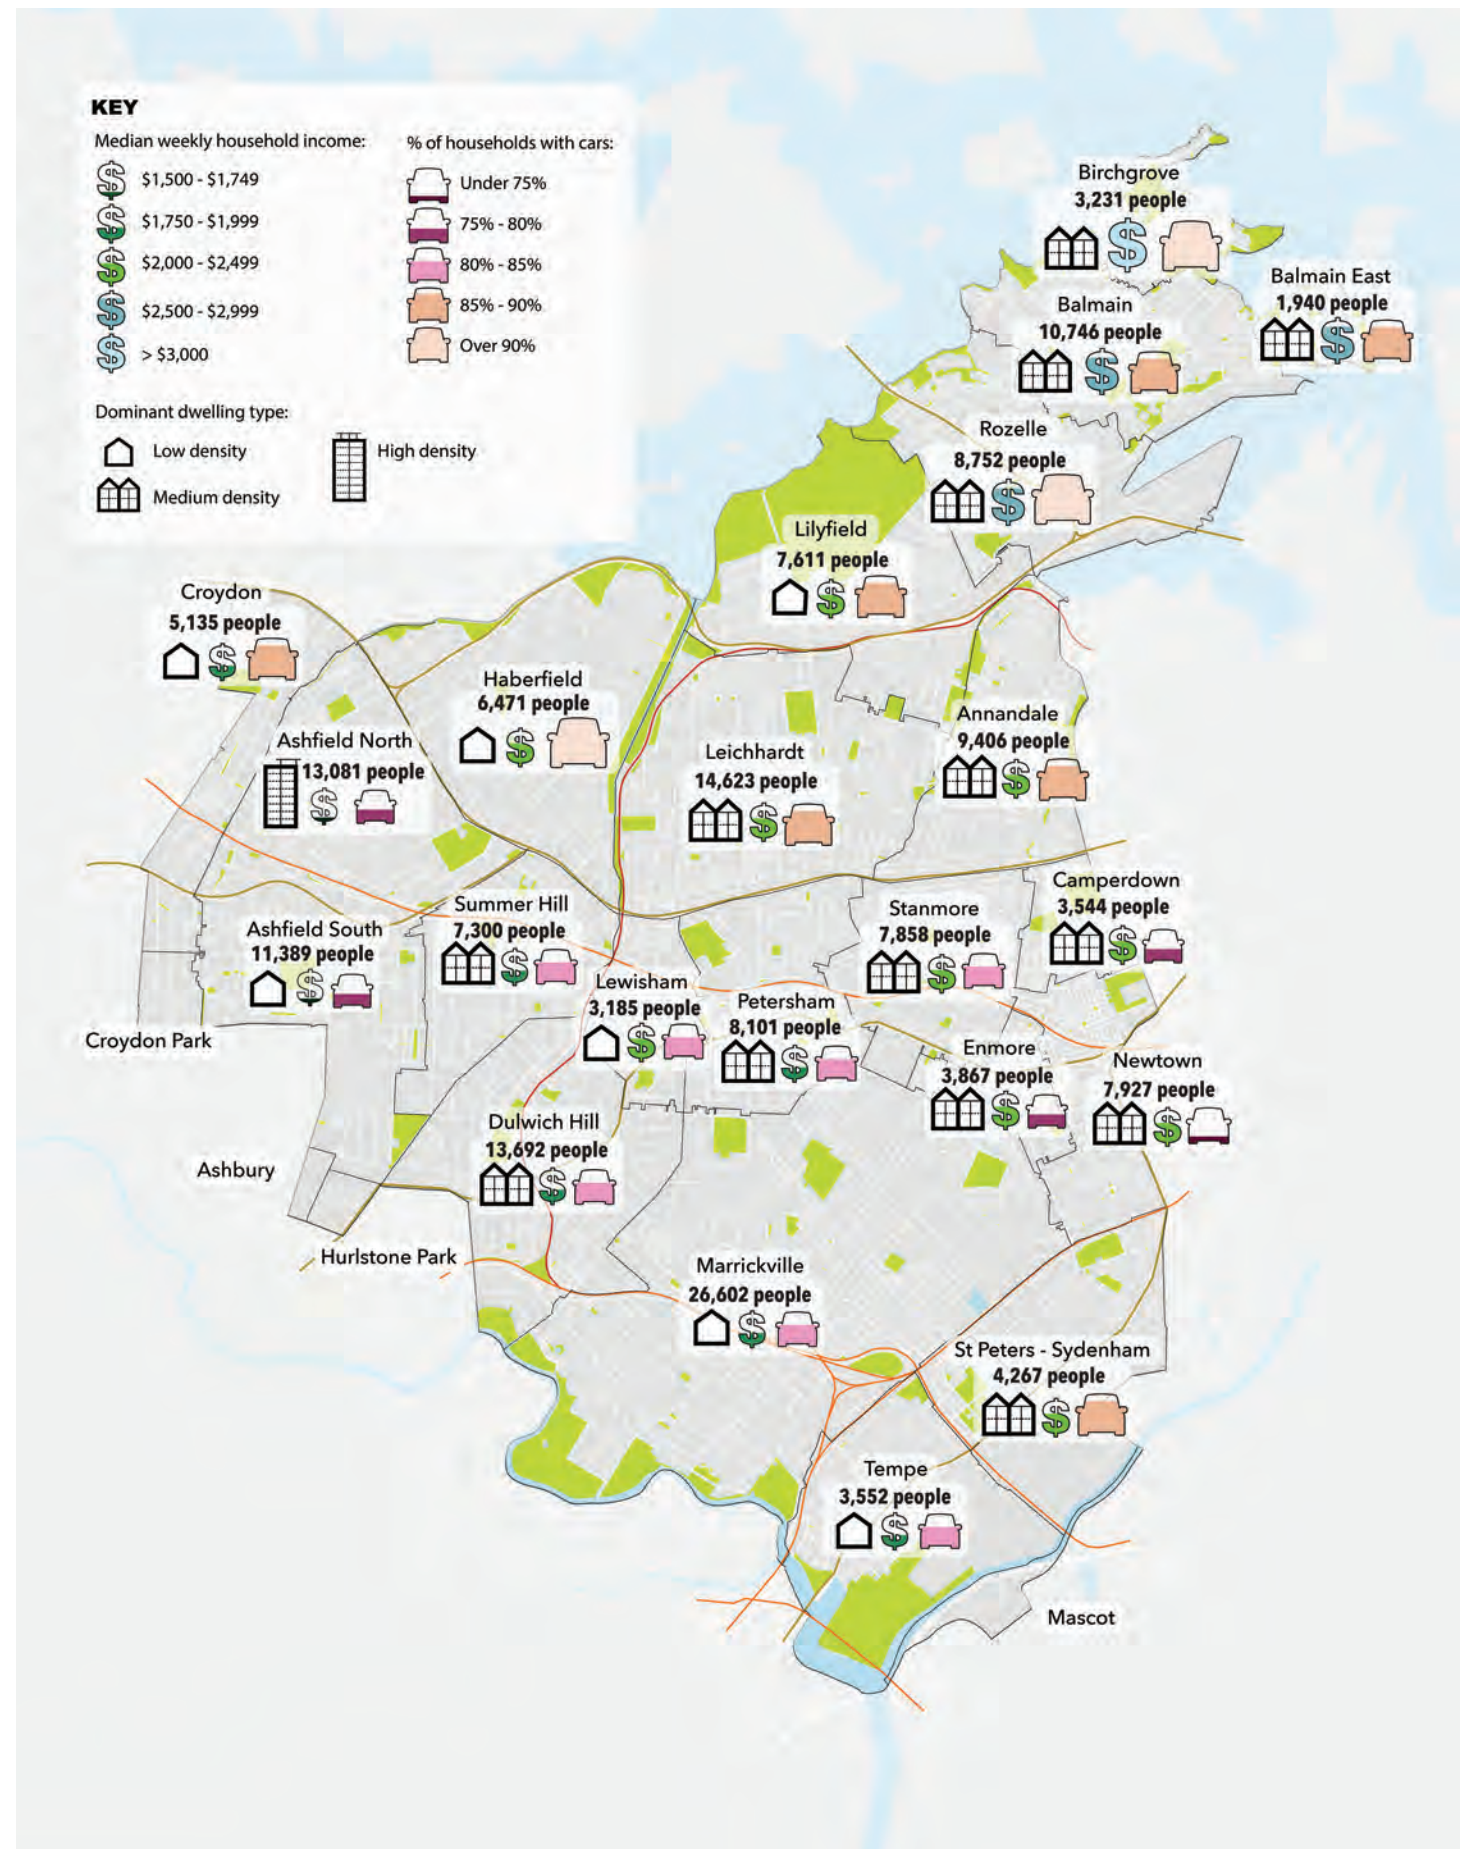 KEY
Median weekly household income:
$1,500 - $1,749
$1,750 - $1,999
$2,000 - $2,499
$2,500 - $2,999
> $3,000
% of households with cars:
Under 75%
75% - 80%
80% - 85%
85% - 90%
Over 90%
Dominant dwelling type:
Low density
Medium density
High density
Birchgrove
3,231 people
Balmain East
1,940 people
Balmain
10,746 people
Rozelle
8,752 people
Lilyfield
7,611 people
Croydon
5,135 people
Haberfield
6,471 people
Ashfield North
13,081 people
Leichhardt
14,623 people
Annandale
9,406 people
Camperdown
3,544 people
Summer Hill
7,300 people
Stanmore
7,858 people
Ashfield South
11,389 people
Lewisham
3,185 people
Petersham
8,101 people
Croydon Park
Enmore
3,867 people
Newtown
7,927 people
Dulwich Hill
13,692 people
Ashbury
Hurlstone Park
Marrickville
26,602 people
St Peters - Sydenham
4,267 people
Tempe
3,552 people
Mascot